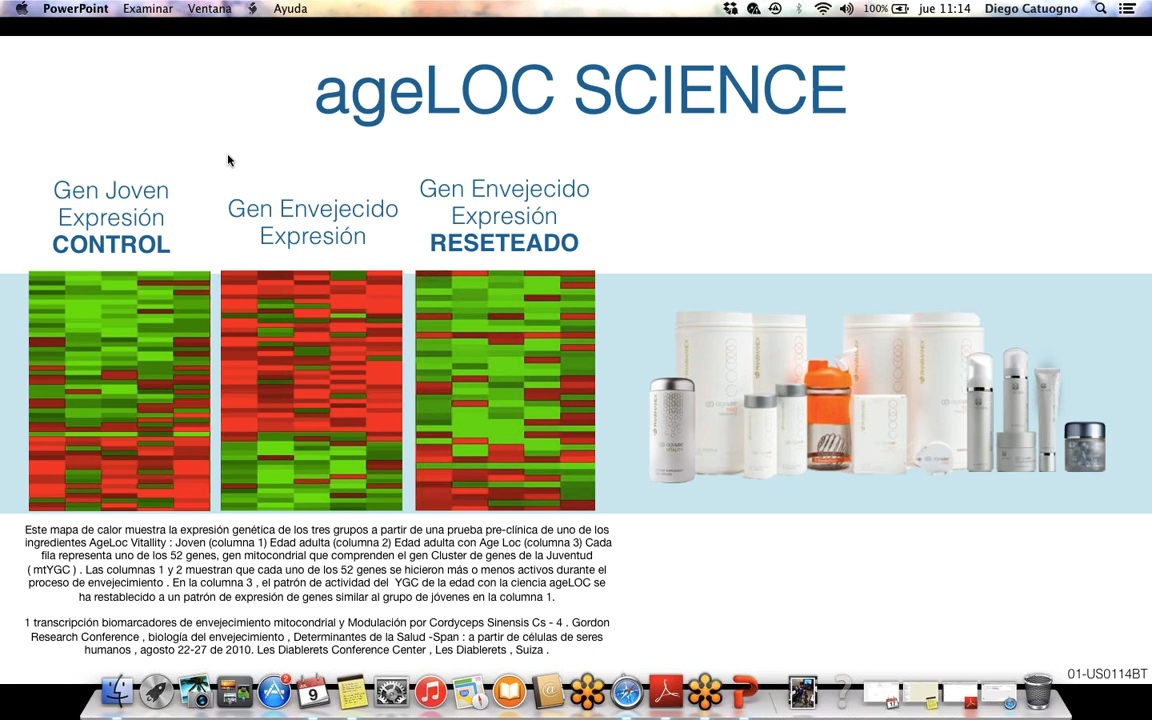 PowerPoint Examinar Ventana Ayuda 100% jue 11:14 Diego Catuogno
ageLOC SCIENCE
Gen Joven
Expresión
CONTROL
Gen Envejecido
Expresión
Gen Envejecido
Expresión
RESETEADO
Este mapa de calor muestra la expresión genética de los tres grupos a partir de una prueba pre-clínica de uno de los
ingredientes AgeLoc Vitallity : Joven (columna 1) Edad adulta (columna 2) Edad adulta con Age Loc (columna 3) Cada
fila representa uno de los 52 genes, gen mitocondrial que comprenden el gen Cluster de genes de la Juventud
( mtYGC ) . Las columnas 1 y 2 muestran que cada uno de los 52 genes se hicieron más o menos activos durante el
proceso de envejecimiento . En la columna 3 , el patrón de actividad del YGC de la edad con la ciencia ageLOC se
ha restablecido a un patrón de expresión de genes similar al grupo de jóvenes en la columna 1.
1 transcripción biomarcadores de envejecimiento mitocondrial y Modulación por Cordyceps Sinensis Cs - 4 . Gordon
Research Conference , biología del envejecimiento , Determinantes de la Salud -Span : a partir de células de seres
humanos , agosto 22-27 de 2010. Les Diablerets Conference Center , Les Diablerets , Suiza .
01-US0114BT
2
9
17